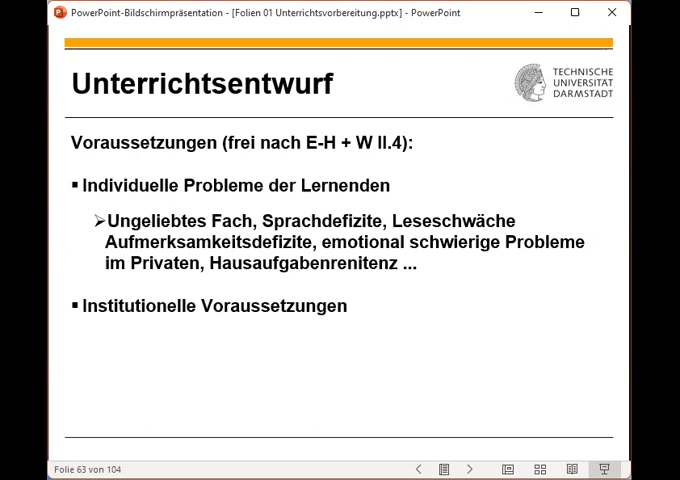 PowerPoint-Bildschirmpräsentation - [Folien 01 Unterrichtsvorbereitung.pptx] - PowerPoint
Unterrichtsentwurf
TECHNISCHE
UNIVERSITÄT
DARMSTADT
Voraussetzungen (frei nach E-H + W II.4):
▪ Individuelle Probleme der Lernenden
➢Ungeliebtes Fach, Sprachdefizite, Leseschwäche
Aufmerksamkeitsdefizite, emotional schwierige Probleme
im Privaten, Hausaufgabenrenitenz ...
▪ Institutionelle Voraussetzungen
Folie 63 von 104